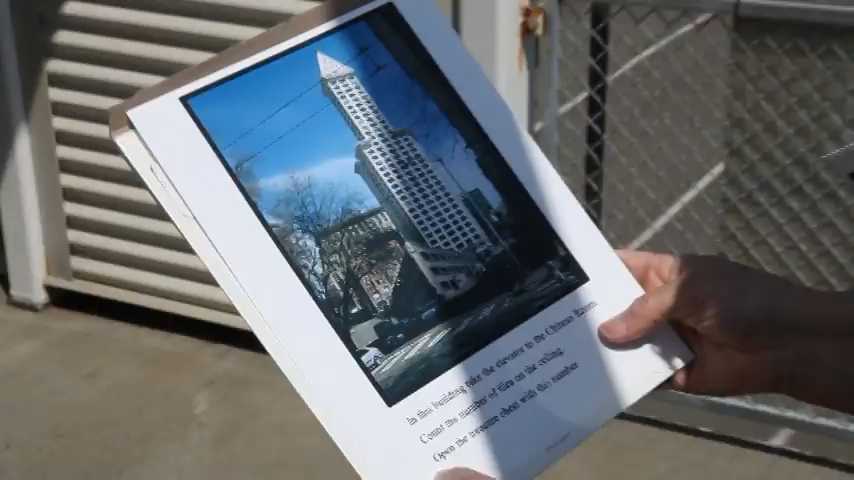 In this building take the elevator to the Chinese Room
Count the number of tiles on the ceiling
Open the treasure chest with this number